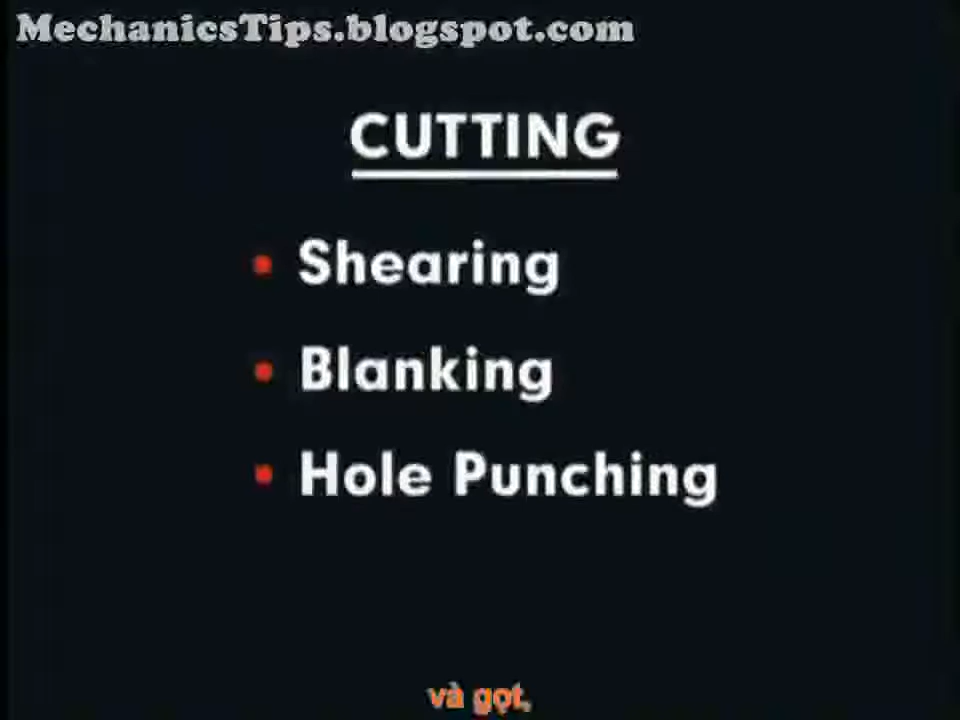 MechanicsTips.blogspot.com
CUTTING
• Shearing
• Blanking
• Hole Punching
và gọt,